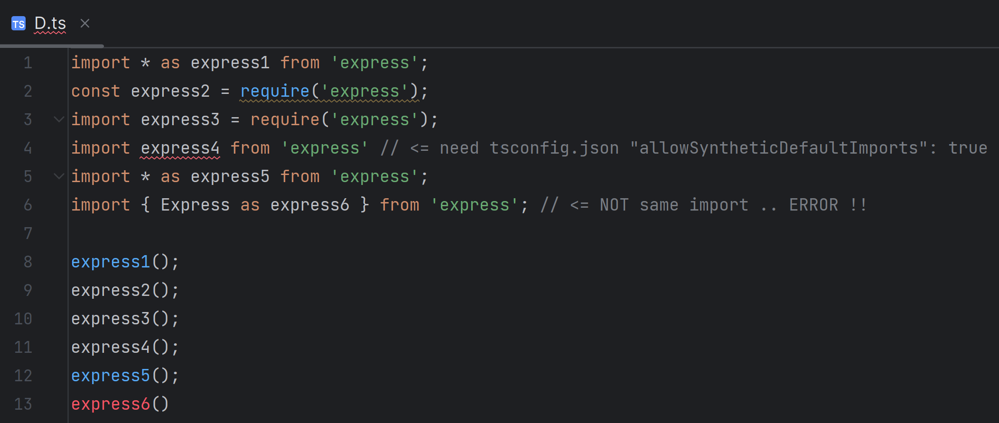 TS D.ts
1 import * as express1 from 'express';
2 const express2 = require('express');
3 import express3 = require('express');
4 import express4 from 'express' // <= need tsconfig.json "allowSyntheticDefaultImports": true
5 import * as express5 from 'express';
6 import { Express as express6 } from 'express'; // <= NOT same import .. ERROR !!
7
8 express1();
9 express2();
10 express3();
11 express4();
12 express5();
13 express6()